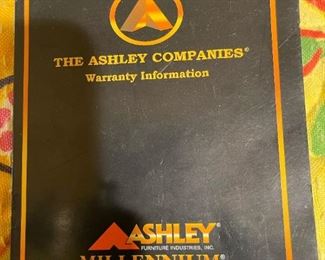 THE ASHLEY COMPANIES®
Warranty Information
ASHLEY
FURNITURE INDUSTRIES, INC.
MILLENNIUM®